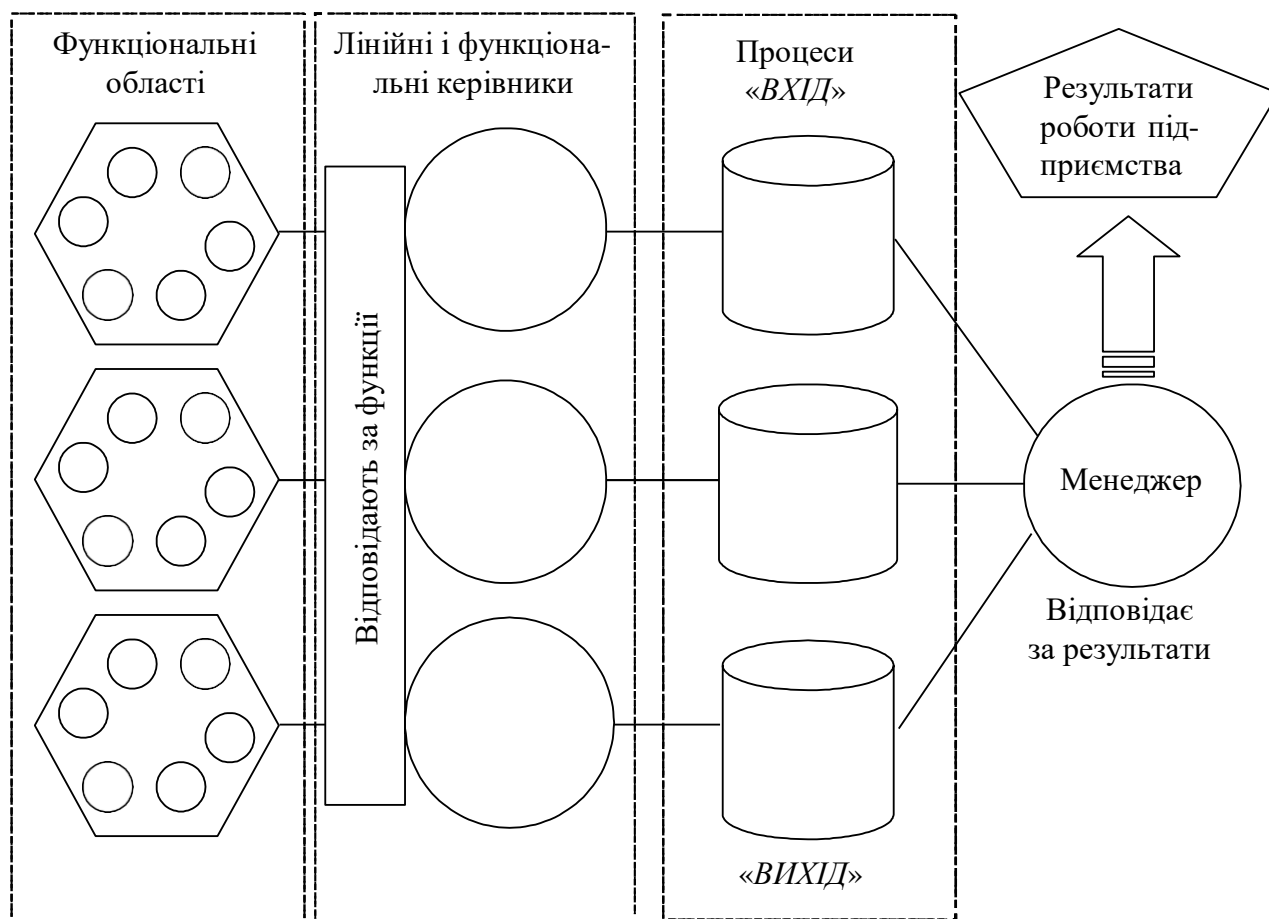 Функціональні
області
Лінійні і функціона-
льні керівники
Процеси
«ВХІД»
Результати
роботи під-
приємства
Відповідають за функції
Менеджер
Відповідає
за результати
«ВИХІД»